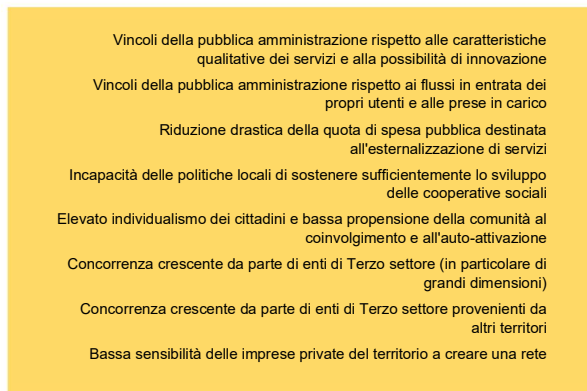 Vincoli della pubblica amministrazione rispetto alle caratteristiche
qualitative dei servizi e alla possibilità di innovazione
Vincoli della pubblica amministrazione rispetto ai flussi in entrata dei
propri utenti e alle prese in carico
Riduzione drastica della quota di spesa pubblica destinata
all'esternalizzazione di servizi
Incapacità delle politiche locali di sostenere sufficientemente lo sviluppo
delle cooperative sociali
Elevato individualismo dei cittadini e bassa propensione della comunità al
coinvolgimento e all'auto-attivazione
Concorrenza crescente da parte di enti di Terzo settore (in particolare di
grandi dimensioni)
Concorrenza crescente da parte di enti di Terzo settore provenienti da
altri territori
Bassa sensibilità delle imprese private del territorio a creare una rete